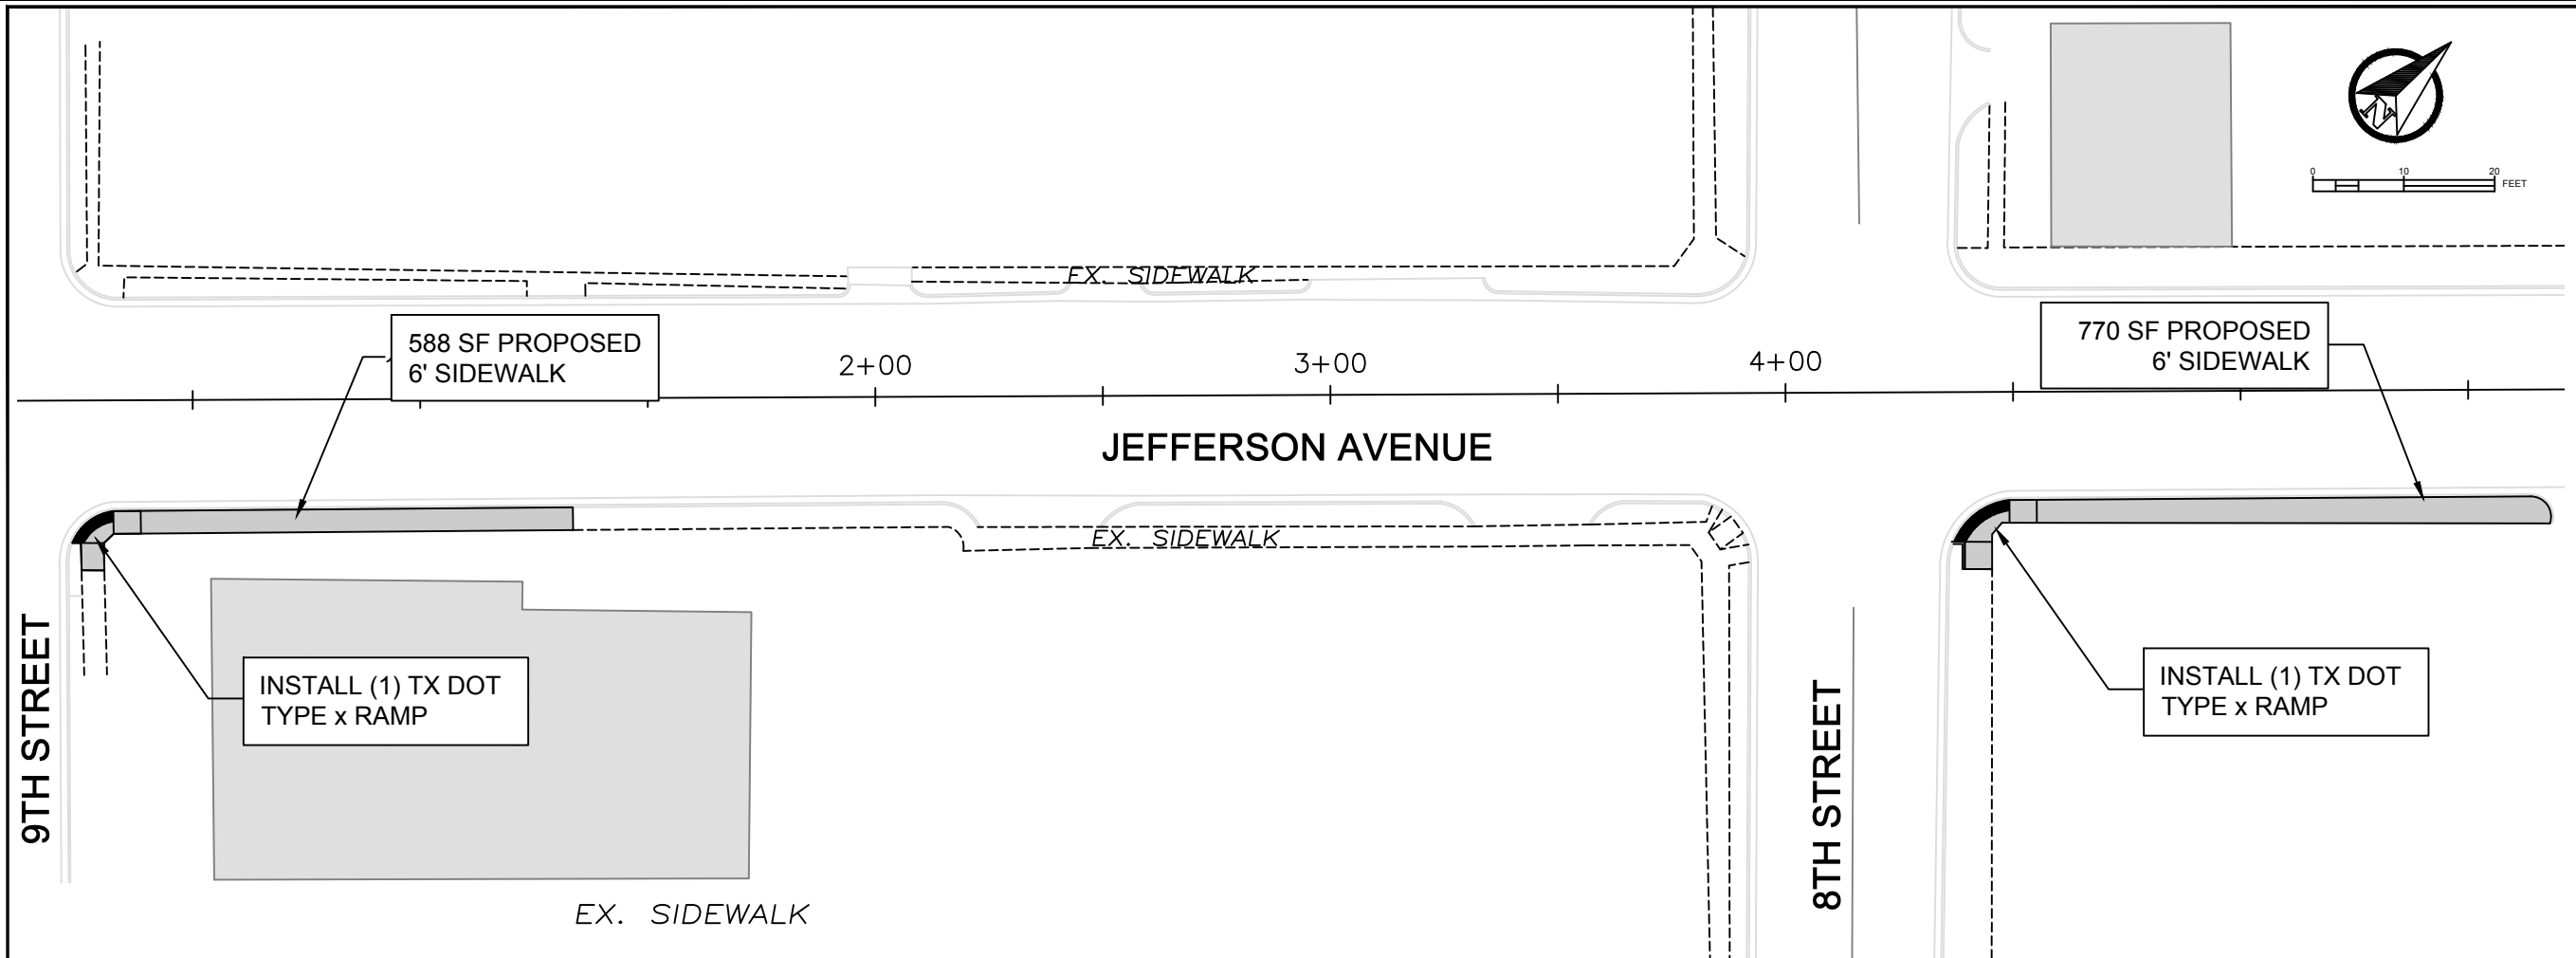 N
0 10 20
FEET
EX. SIDEWALK
588 SF PROPOSED
6' SIDEWALK
770 SF PROPOSED
6' SIDEWALK
2+00
3+00
4+00
JEFFERSON AVENUE
EX. SIDEWALK
9TH STREET
INSTALL (1) TX DOT
TYPE x RAMP
8TH STREET
INSTALL (1) TX DOT
TYPE x RAMP
EX. SIDEWALK